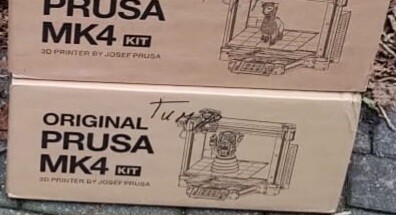 PRUSA
MK4 KIT
3D PRINTER BY JOSEF PRUSA
ORIGINAL
PRUSA
MK4 KIT
3D PRINTER BY JOSEF PRUSA